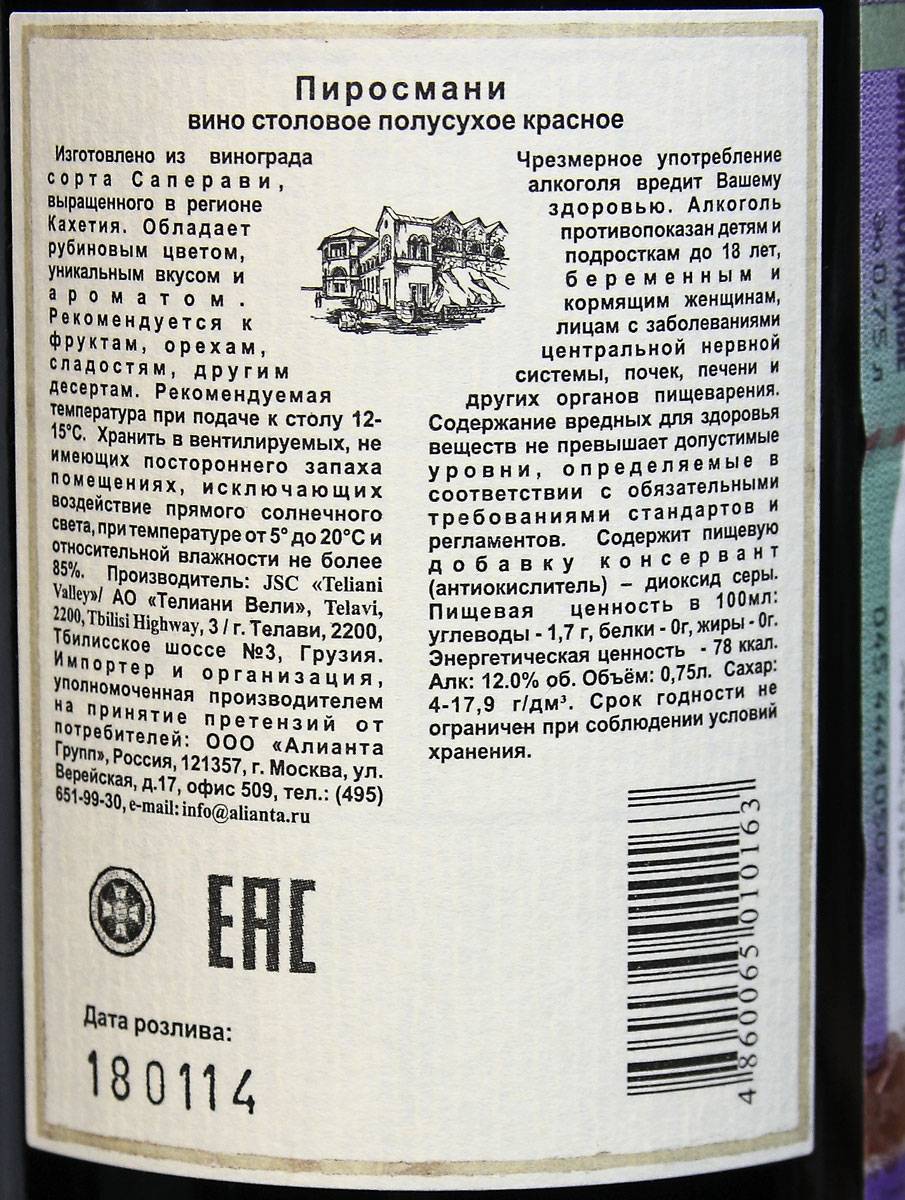 Пиросмани
вино столовое полусухое красное
Изготовлено из винограда
сорта Саперави,
выращенного в регионе
Кахетия. Обладает
рубиновым цветом,
уникальным вкусом и
ароматом.
Рекомендуется к
фруктам, орехам,
сладостям, другим
десертам. Рекомендуемая
температура при подаче к столу 12-
15°С. Хранить в вентилируемых, не
имеющих постороннего запаха
помещениях, исключающих
воздействие прямого солнечного
света, при температуре от 5° до 20°С и
относительной влажности не более
85%. Производитель: JSC «Teliani
Valley»/ АО «Телиани Вели», Telavi,
2200, Tbilisi Highway, 3 / г. Телави, 2200,
Тбилисское шоссе №3, Грузия.
Импортер и организация,
уполномоченная производителем
на принятие претензий от
потребителей: ООО «Алианта
Групп», Россия, 121357, г. Москва, ул.
Верейская, д.17, офис 509, тел.: (495)
651-99-30, e-mail: info@alianta.ru
Чрезмерное употребление
алкоголя вредит Вашему
здоровью. Алкоголь
противопоказан детям и
подросткам до 18 лет,
беременным и
кормящим женщинам,
лицам с заболеваниями
центральной нервной
системы, почек, печени и
других органов пищеварения.
Содержание вредных для здоровья
веществ не превышает допустимые
уровни, определяемые в
соответствии с обязательными
требованиями стандартов и
регламентов. Содержит пищевую
добавку консервант
(антиокислитель) – диоксид серы.
Пищевая ценность в 100мл:
углеводы - 1,7 г, белки - 0г, жиры - 0г.
Энергетическая ценность - 78 ккал.
Алк: 12.0% об. Объём: 0,75л. Сахар:
4-17,9 г/дм³. Срок годности не
ограничен при соблюдении условий
хранения.
EAC
Дата розлива:
180114
4 860065 010163
0,75 л